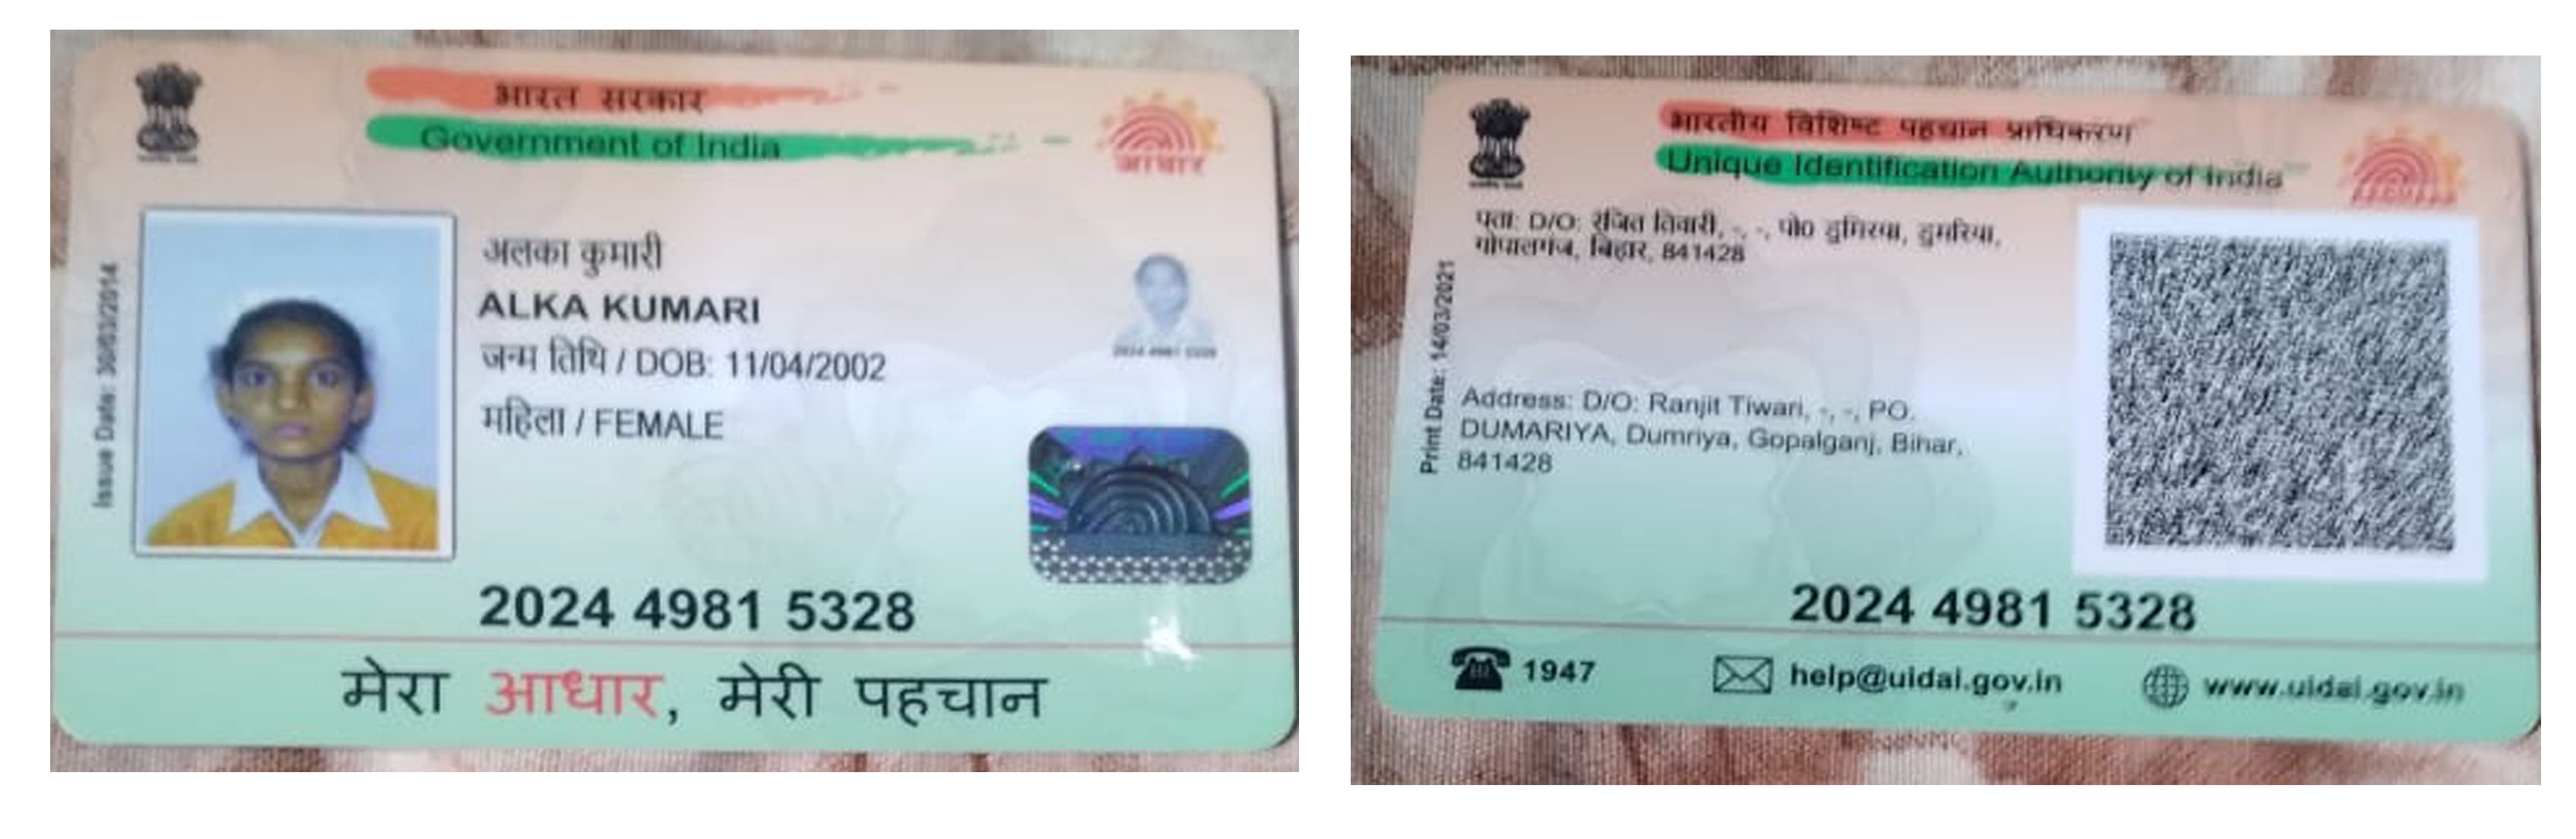 भारत सरकार
Government of India
आधार
Issue Date: 30/03/2014
अलका कुमारी
ALKA KUMARI
जन्म तिथि / DOB: 11/04/2002
महिला / FEMALE
2024 4981 5328
2024 4981 5328
मेरा आधार, मेरी पहचान
भारतीय विशिष्ट पहचान प्राधिकरण
Unique Identification Authority of India
Print Date: 14/03/2021
पता: D/O: रंजित तिवारी, -, -, पो0 डुमरिया, डुमरिया,
गोपालगंज, बिहार, 841428
Address: D/O: Ranjit Tiwari, -, -, PO.
DUMARIYA, Dumriya, Gopalganj, Bihar,
841428
2024 4981 5328
1947
help@uidai.gov.in
www.uidai.gov.in